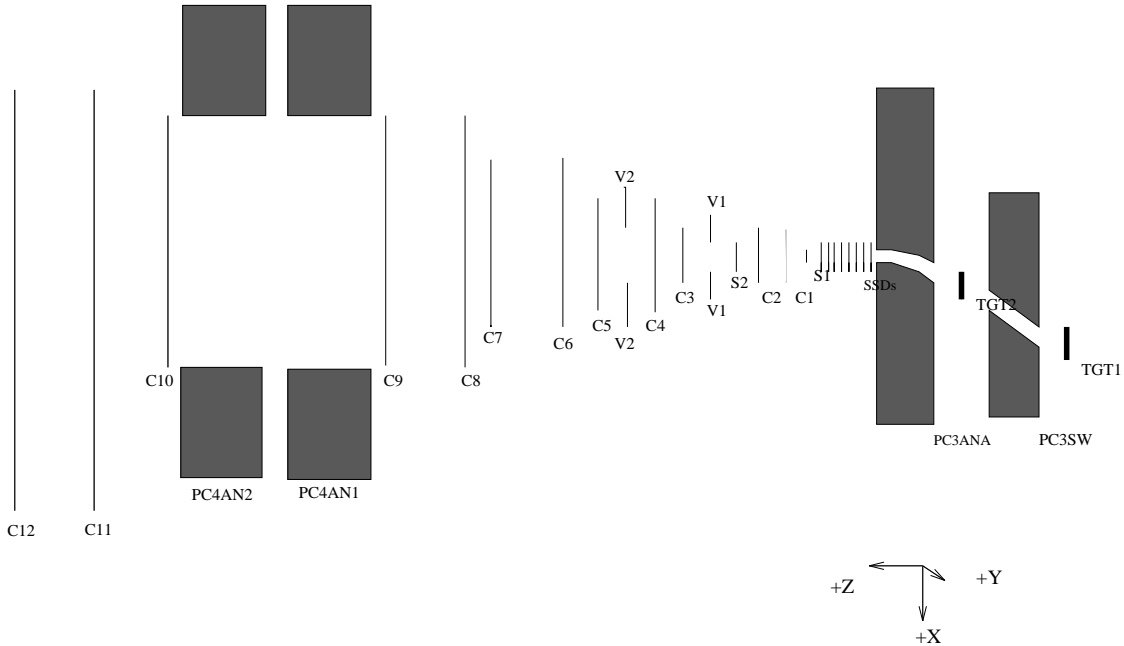 V2
V1
S2
C2
C1
S1
SSDs
TGT2
TGT1
C3
C4
V1
C5
V2
C6
C7
C8
C9
C10
PC4AN2
PC4AN1
PC3ANA
PC3SW
C12
C11
+Z
+Y
+X